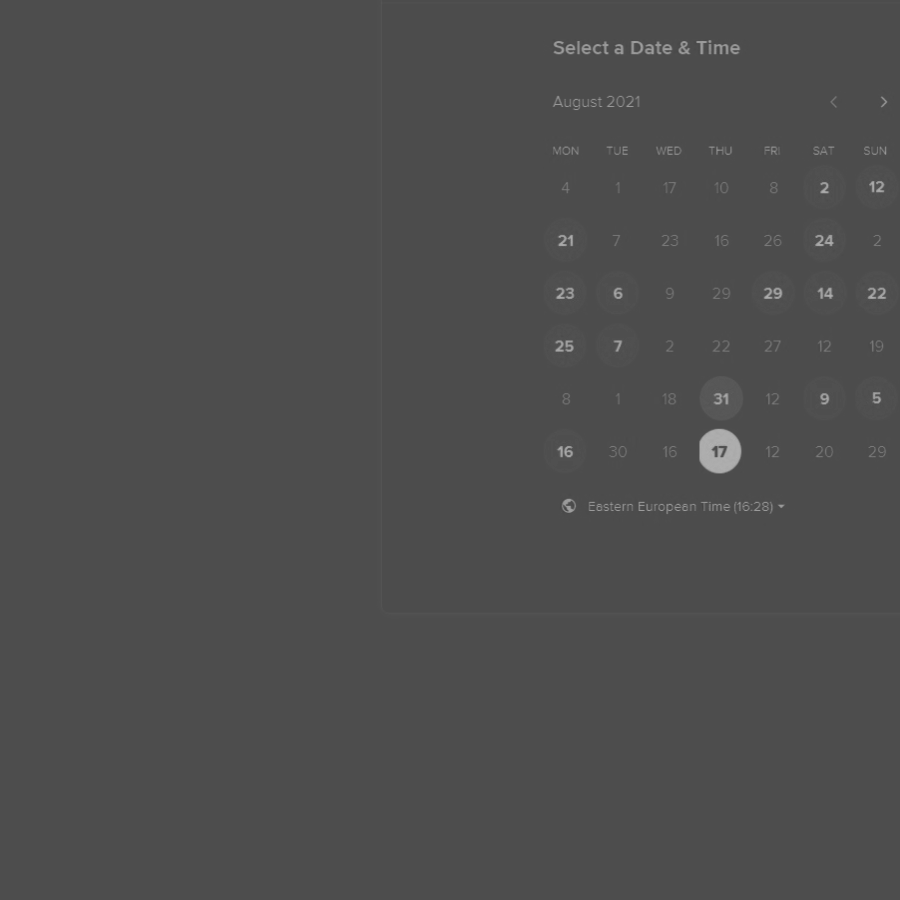 Select a Date & Time
August 2021
MON TUE WED THU FRI SAT SUN
4 1 17 10 8 2 12
21 7 23 16 26 24 2
23 6 9 29 29 14 22
25 7 2 22 27 12 19
8 1 18 31 12 9 5
16 30 16 17 12 20 29
Eastern European Time (16:28)